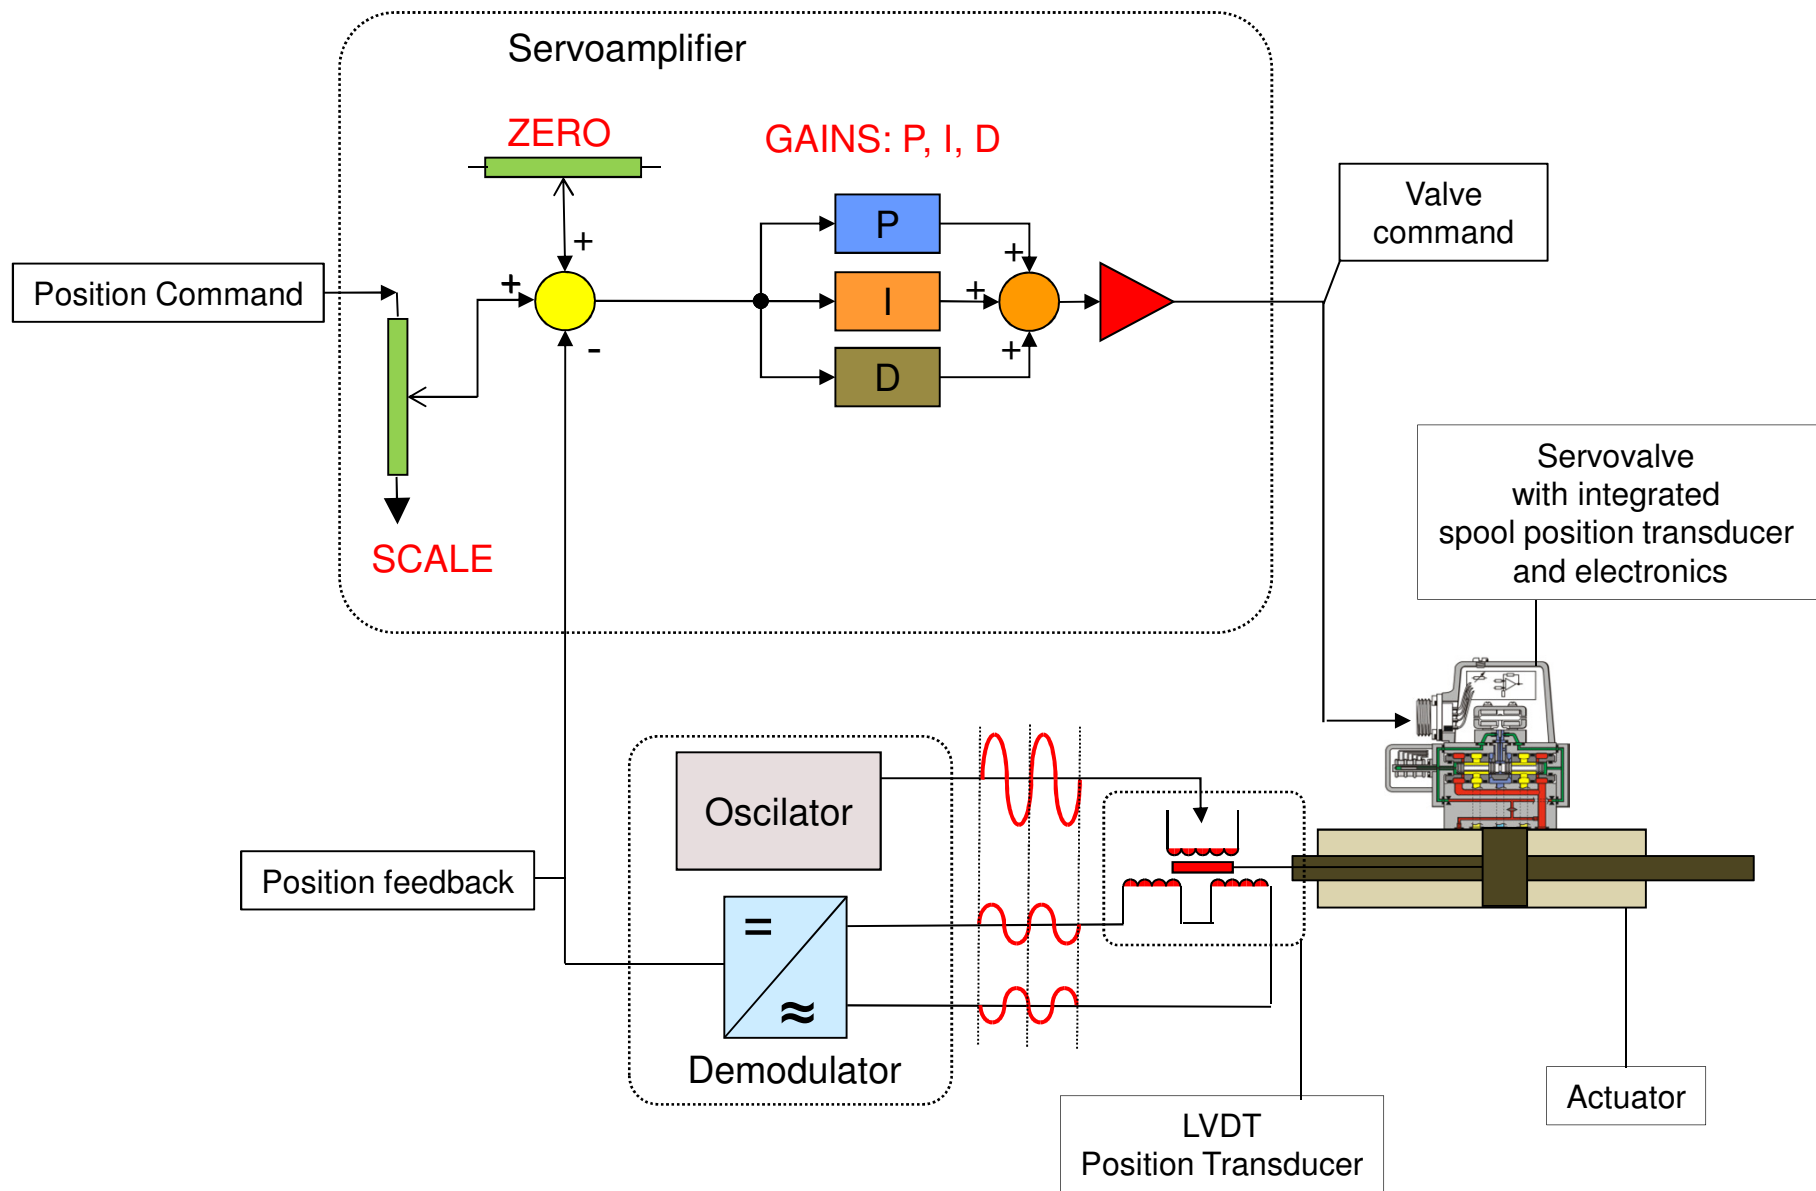 Servoamplifier
ZERO
GAINS: P, I, D
Valve
command
P
+
+
Position Command
+
+
I
+
-
D
SCALE
Servovalve
with integrated
spool position transducer
and electronics
Oscilator
Position feedback
=
≈
Demodulator
Actuator
LVDT
Position Transducer